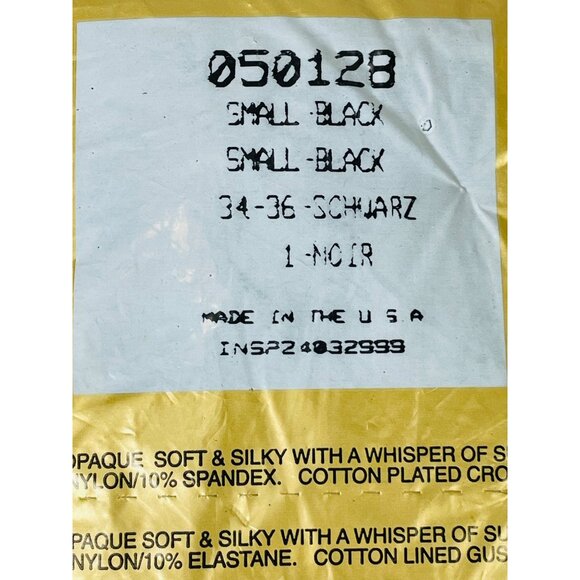 050128
SMALL-BLACK
SMALL-BLACK
34-36-SCHWARZ
1-NOIR
MADE IN THE U S A
INSP24032999
OPAQUE SOFT & SILKY WITH A WHISPER OF
NYLON/10% SPANDEX. COTTON PLATED
OPAQUE SOFT & SILKY WITH A WHISPER OF
NYLON/10% ELASTANE. COTTON LINED